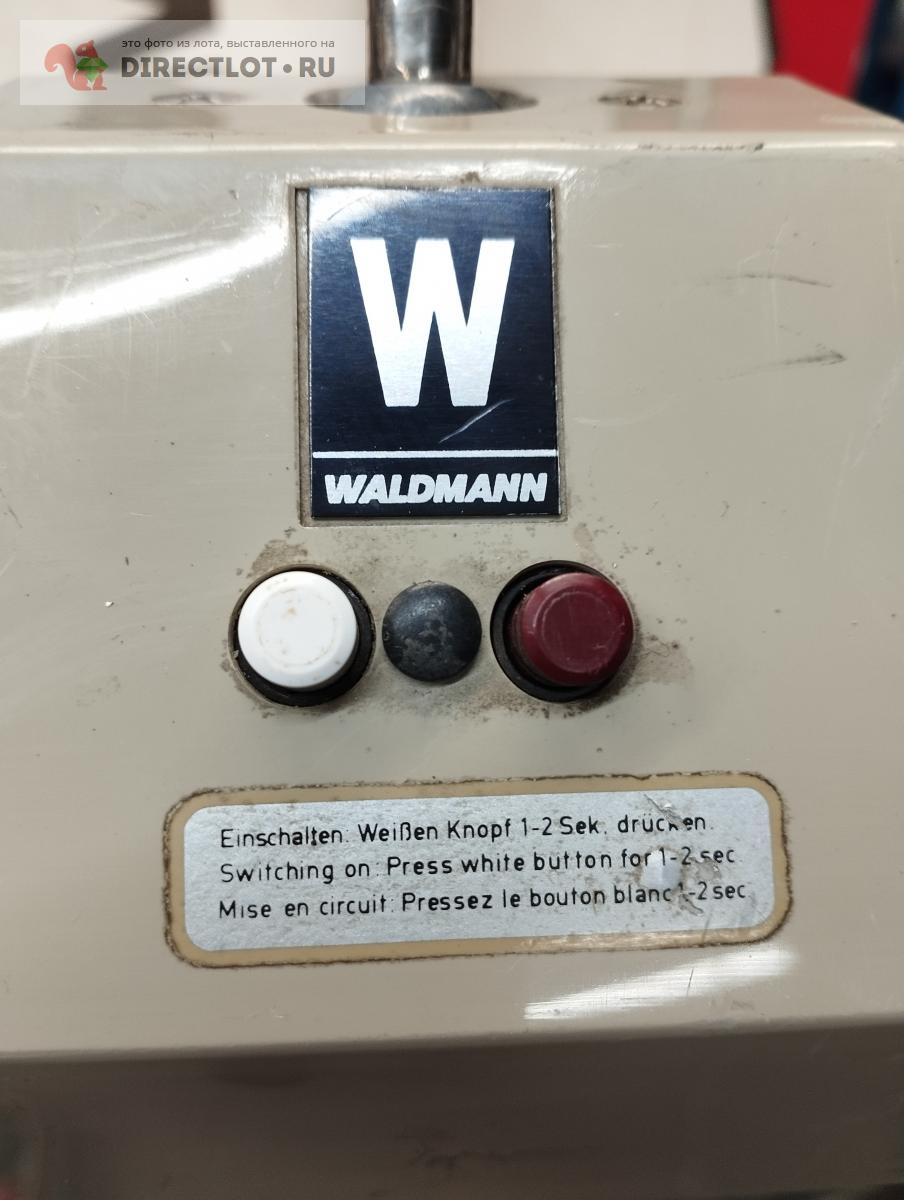 это фото из лота, выставленного на
DIRECTLOT•RU
W
WALDMANN
Einschalten: Weißen Knopf 1-2 Sek. drücken.
Switching on: Press white button for 1-2 sec.
Mise en circuit: Pressez le bouton blanc 1-2 sec.